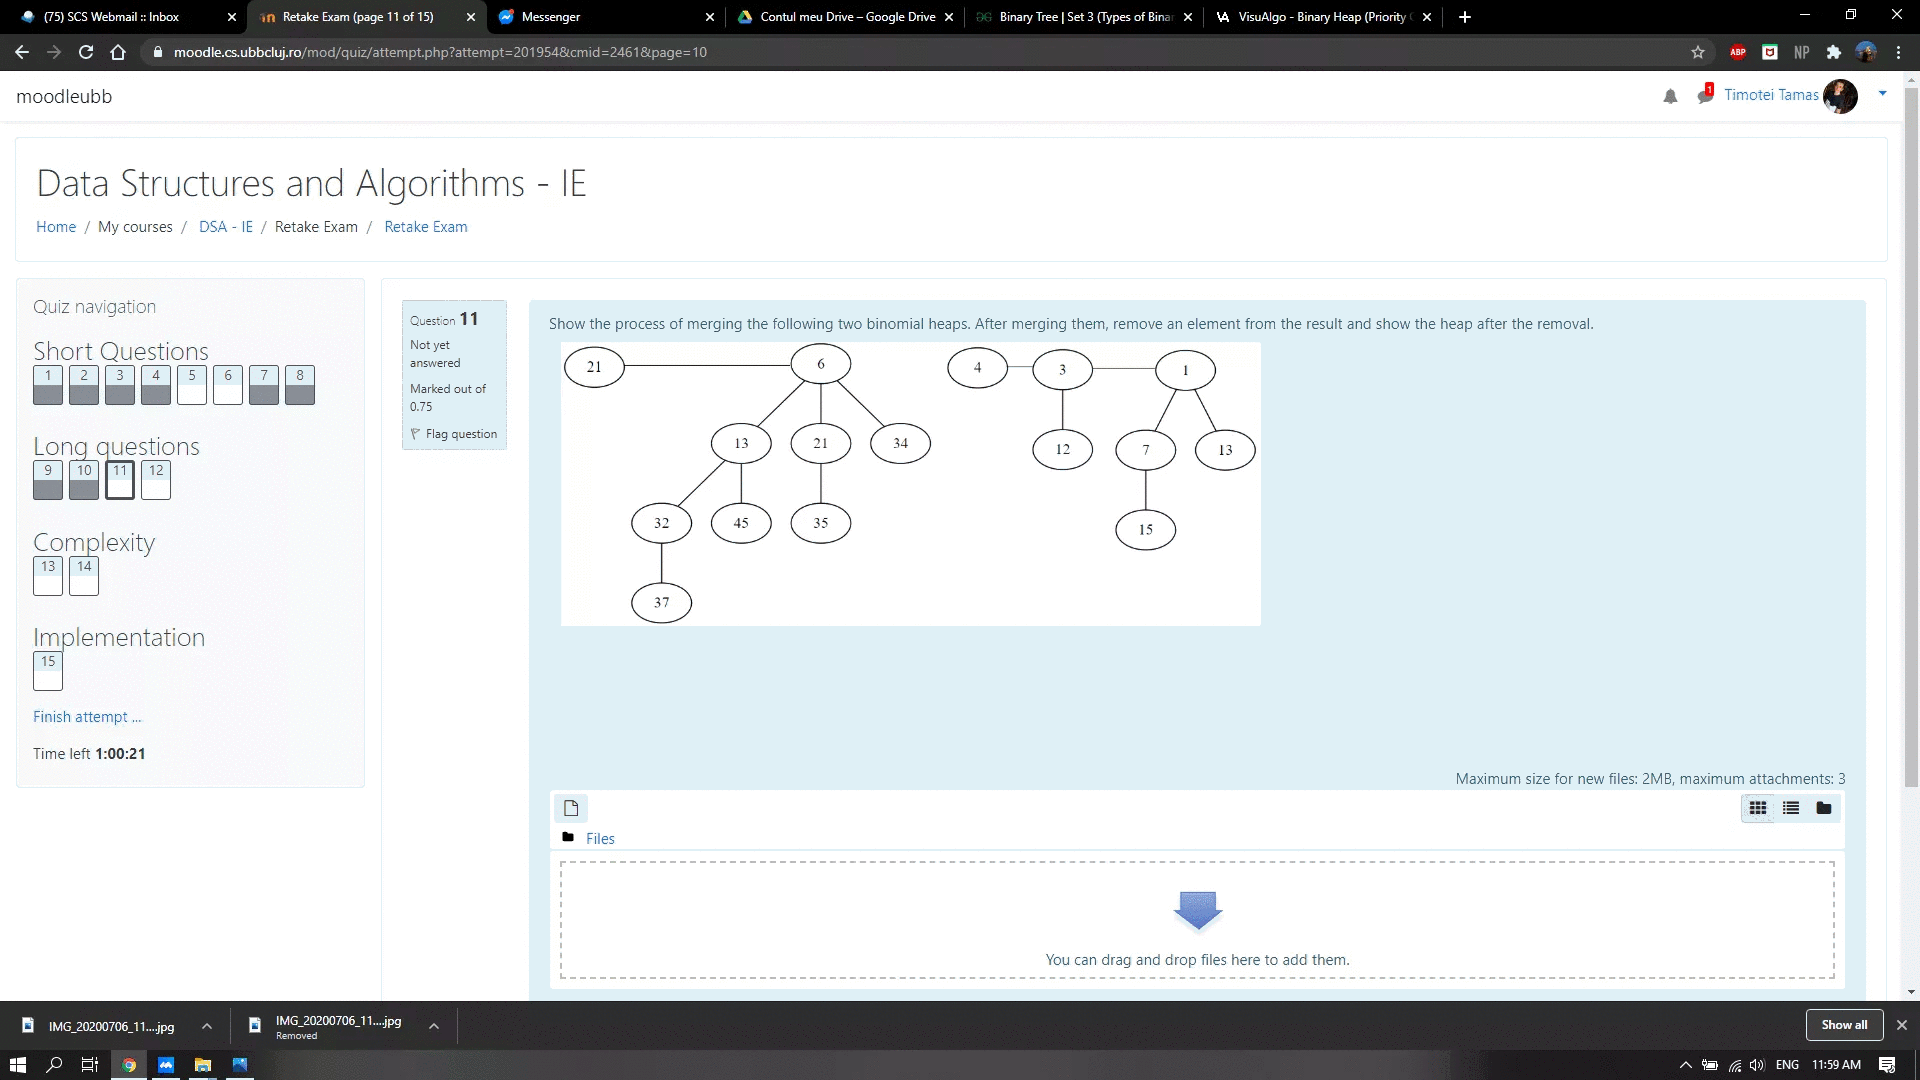 (75) SCS Webmail :: Inbox
Retake Exam (page 11 of 15)
Messenger
Contul meu Drive – Google Drive
Binary Tree | Set 3 (Types of Binar
VisuAlgo - Binary Heap (Priority
moodle.cs.ubbcluj.ro/mod/quiz/attempt.php?attempt=201954&cmid=2461&page=10
ABP
NP
moodleubb
1
Timotei Tamas
Data Structures and Algorithms - IE
Home / My courses / DSA - IE / Retake Exam / Retake Exam
Quiz navigation
Short Questions
1 2 3 4 5 6 7 8
Long questions
9 10 11 12
Complexity
13 14
Implementation
15
Finish attempt ...
Time left 1:00:21
Question 11
Not yet
answered
Marked out of
0.75
Flag question
Show the process of merging the following two binomial heaps. After merging them, remove an element from the result and show the heap after the removal.
21 6 4 3 1
13 21 34 12 7 13
32 45 35 15
37
Maximum size for new files: 2MB, maximum attachments: 3
Files
You can drag and drop files here to add them.
IMG_20200706_11....jpg
IMG_20200706_11....jpg
Removed
Show all
ENG
11:59 AM